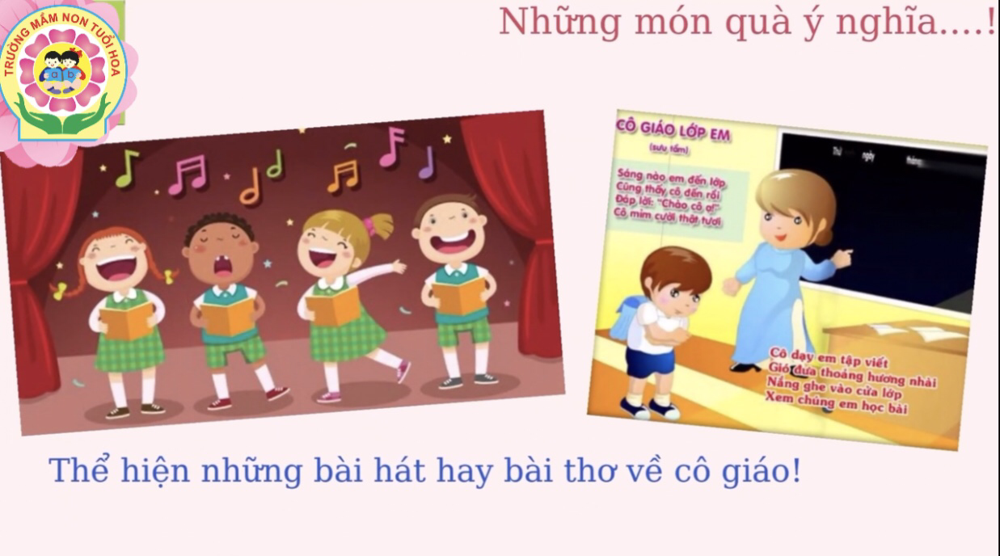 TRƯỜNG MẦM NON TUỔI HOA
a b
Những món quà ý nghĩa....!
CÔ GIÁO LỚP EM
(sưu tầm)
Sáng nào em đến lớp
Cũng thấy cô đến rồi
Đáp lời: "Chào cô ạ!"
Cô mỉm cười thật tươi
Thứ ngày tháng
Cô dạy em tập viết
Gió đưa thoảng hương nhài
Nắng ghé vào cửa lớp
Xem chúng em học bài
Thể hiện những bài hát hay bài thơ về cô giáo!